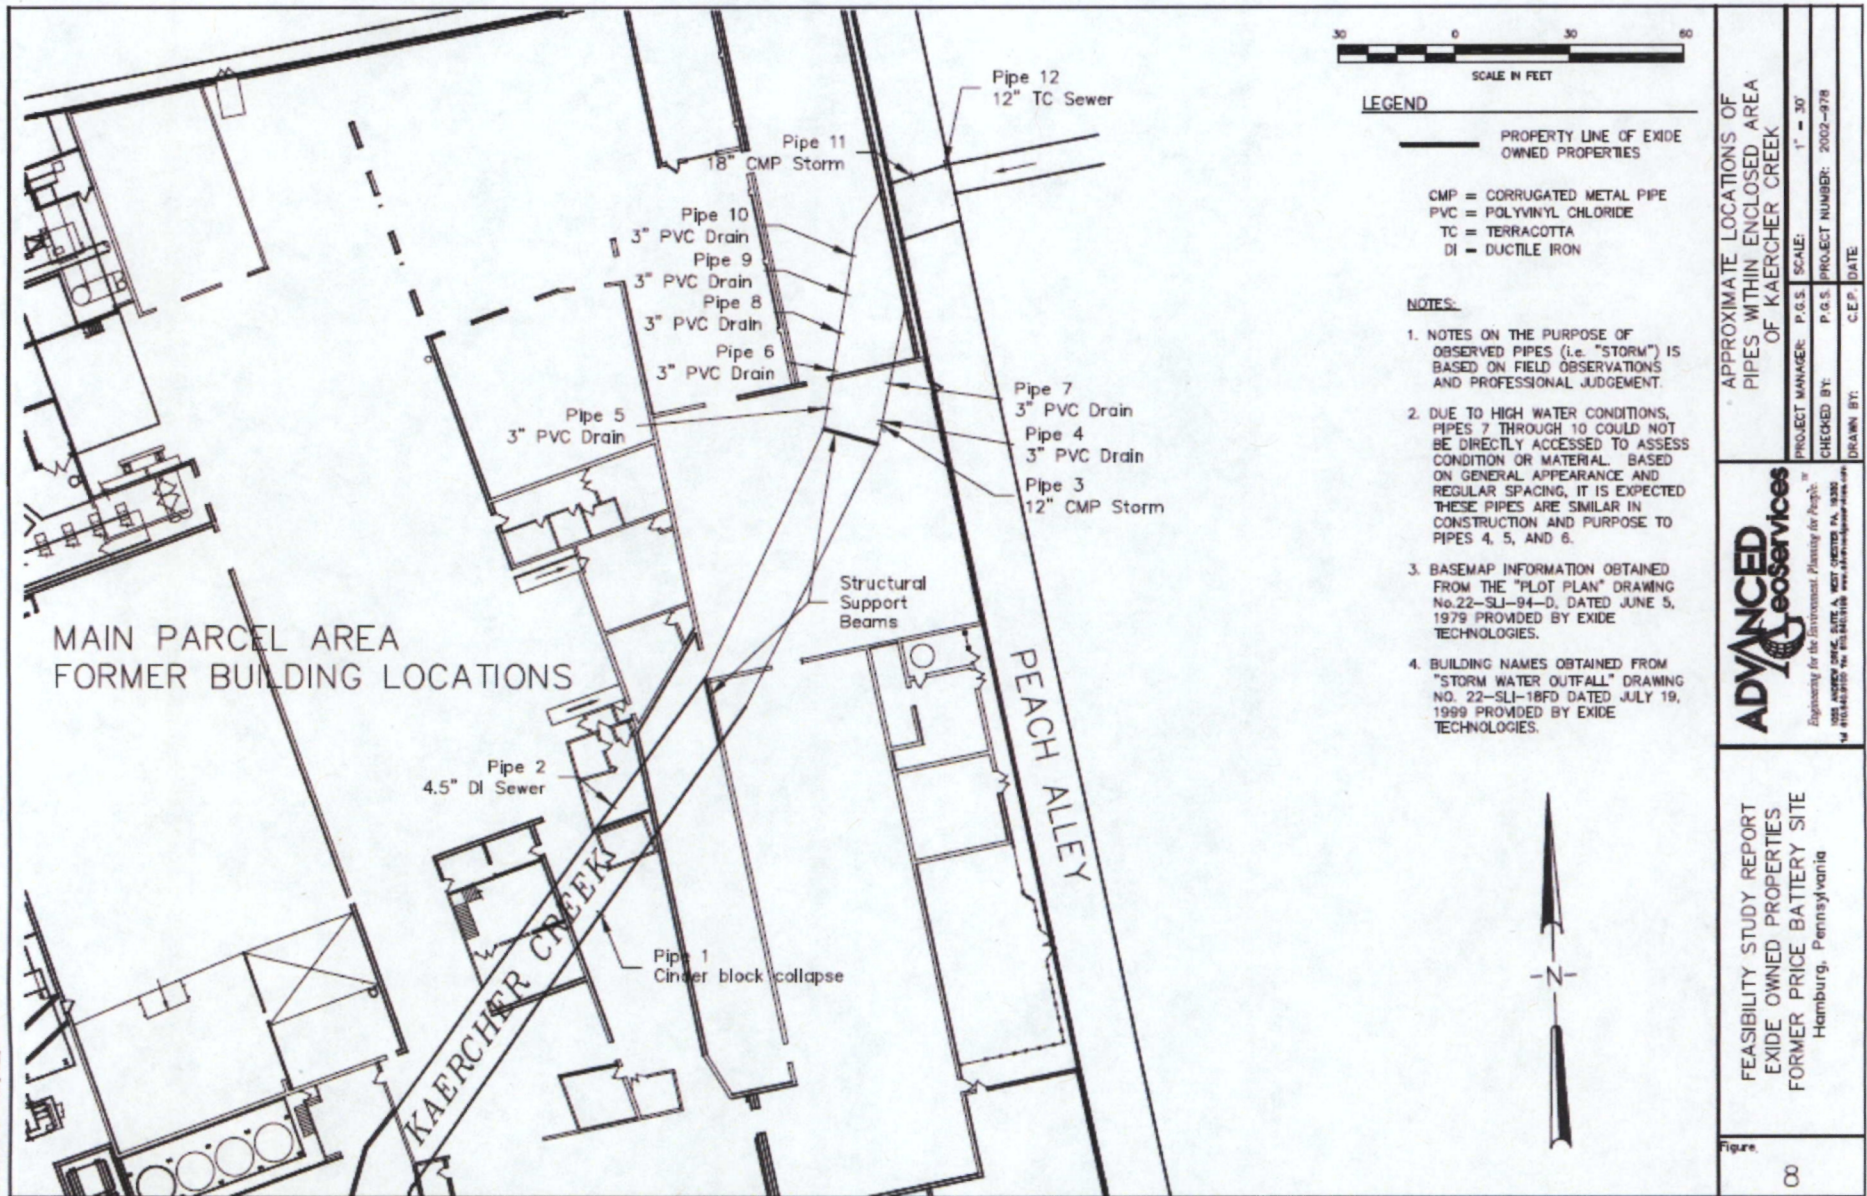 Pipe 12
12" TC Sewer
Pipe 11
18" CMP Storm
Pipe 10
3" PVC Drain
Pipe 9
3" PVC Drain
Pipe 8
3" PVC Drain
Pipe 6
3" PVC Drain
Pipe 5
3" PVC Drain
Pipe 7
3" PVC Drain
Pipe 4
3" PVC Drain
Pipe 3
12" CMP Storm
Structural
Support
Beams
MAIN PARCEL AREA
FORMER BUILDING LOCATIONS
Pipe 2
4.5" DI Sewer
Pipe 1
Cinder block collapse
KAERCHER CREEK
PEACH ALLEY
30 0 30 60
SCALE IN FEET
LEGEND
PROPERTY LINE OF EXIDE
OWNED PROPERTIES
CMP = CORRUGATED METAL PIPE
PVC = POLYVINYL CHLORIDE
TC = TERRACOTTA
DI = DUCTILE IRON
NOTES:
1. NOTES ON THE PURPOSE OF
OBSERVED PIPES (i.e. "STORM") IS
BASED ON FIELD OBSERVATIONS
AND PROFESSIONAL JUDGEMENT.
2. DUE TO HIGH WATER CONDITIONS,
PIPES 7 THROUGH 10 COULD NOT
BE DIRECTLY ACCESSED TO ASSESS
CONDITION OR MATERIAL. BASED
ON GENERAL APPEARANCE AND
REGULAR SPACING, IT IS EXPECTED
THESE PIPES ARE SIMILAR IN
CONSTRUCTION AND PURPOSE TO
PIPES 4, 5, AND 6.
3. BASEMAP INFORMATION OBTAINED
FROM THE "PLOT PLAN" DRAWING
No.22-SLI-94-D, DATED JUNE 5,
1979 PROVIDED BY EXIDE
TECHNOLOGIES.
4. BUILDING NAMES OBTAINED FROM
"STORM WATER OUTFALL" DRAWING
NO. 22-SLI-18FD DATED JULY 19,
1999 PROVIDED BY EXIDE
TECHNOLOGIES.
-N-
APPROXIMATE LOCATIONS OF
PIPES WITHIN ENCLOSED AREA
OF KAERCHER CREEK
PROJECT MANAGER: P.G.S. SCALE: 1" = 30'
CHECKED BY: P.G.S. PROJECT NUMBER: 2002-978
DRAWN BY: C.E.P. DATE:
ADVANCED
GeoServices
Engineering for the Environment. Planning for People.™
FEASIBILITY STUDY REPORT
EXIDE OWNED PROPERTIES
FORMER PRICE BATTERY SITE
Hamburg, Pennsylvania
Figure.
8